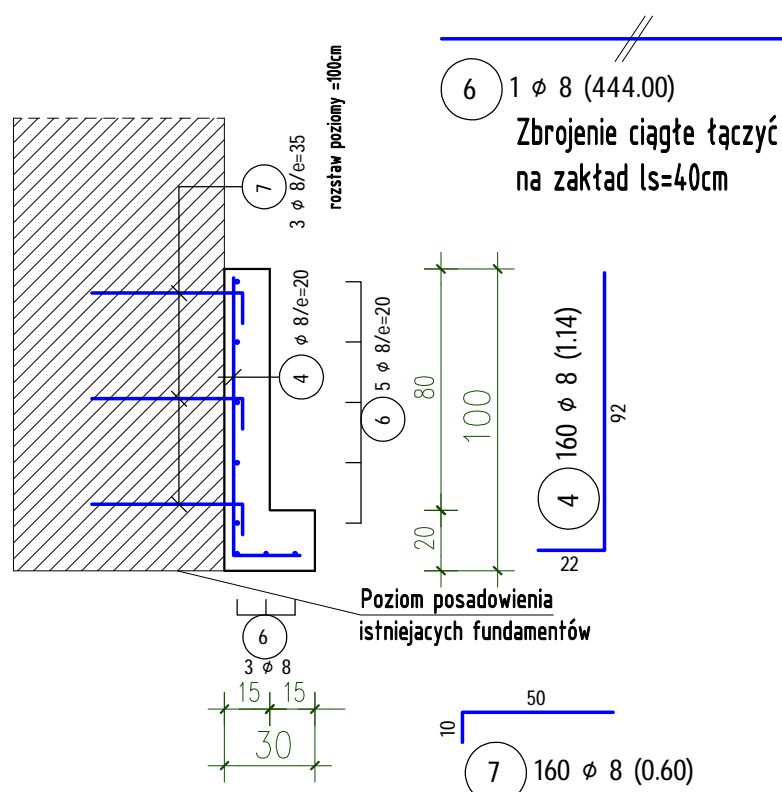 6 1 ϕ 8 (444.00)
Zbrojenie ciągłe łączyć
na zakład ls=40cm
rozstaw poziomy =100cm
7 3 ϕ 8/e=35
4 ϕ 8/e=20
6 5 ϕ 8/e=20
80
100
20
4 160 ϕ 8 (1.14)
92
22
Poziom posadowienia
istniejacych fundamentów
6
3 ϕ 8
15 15
30
50
10
7 160 ϕ 8 (0.60)